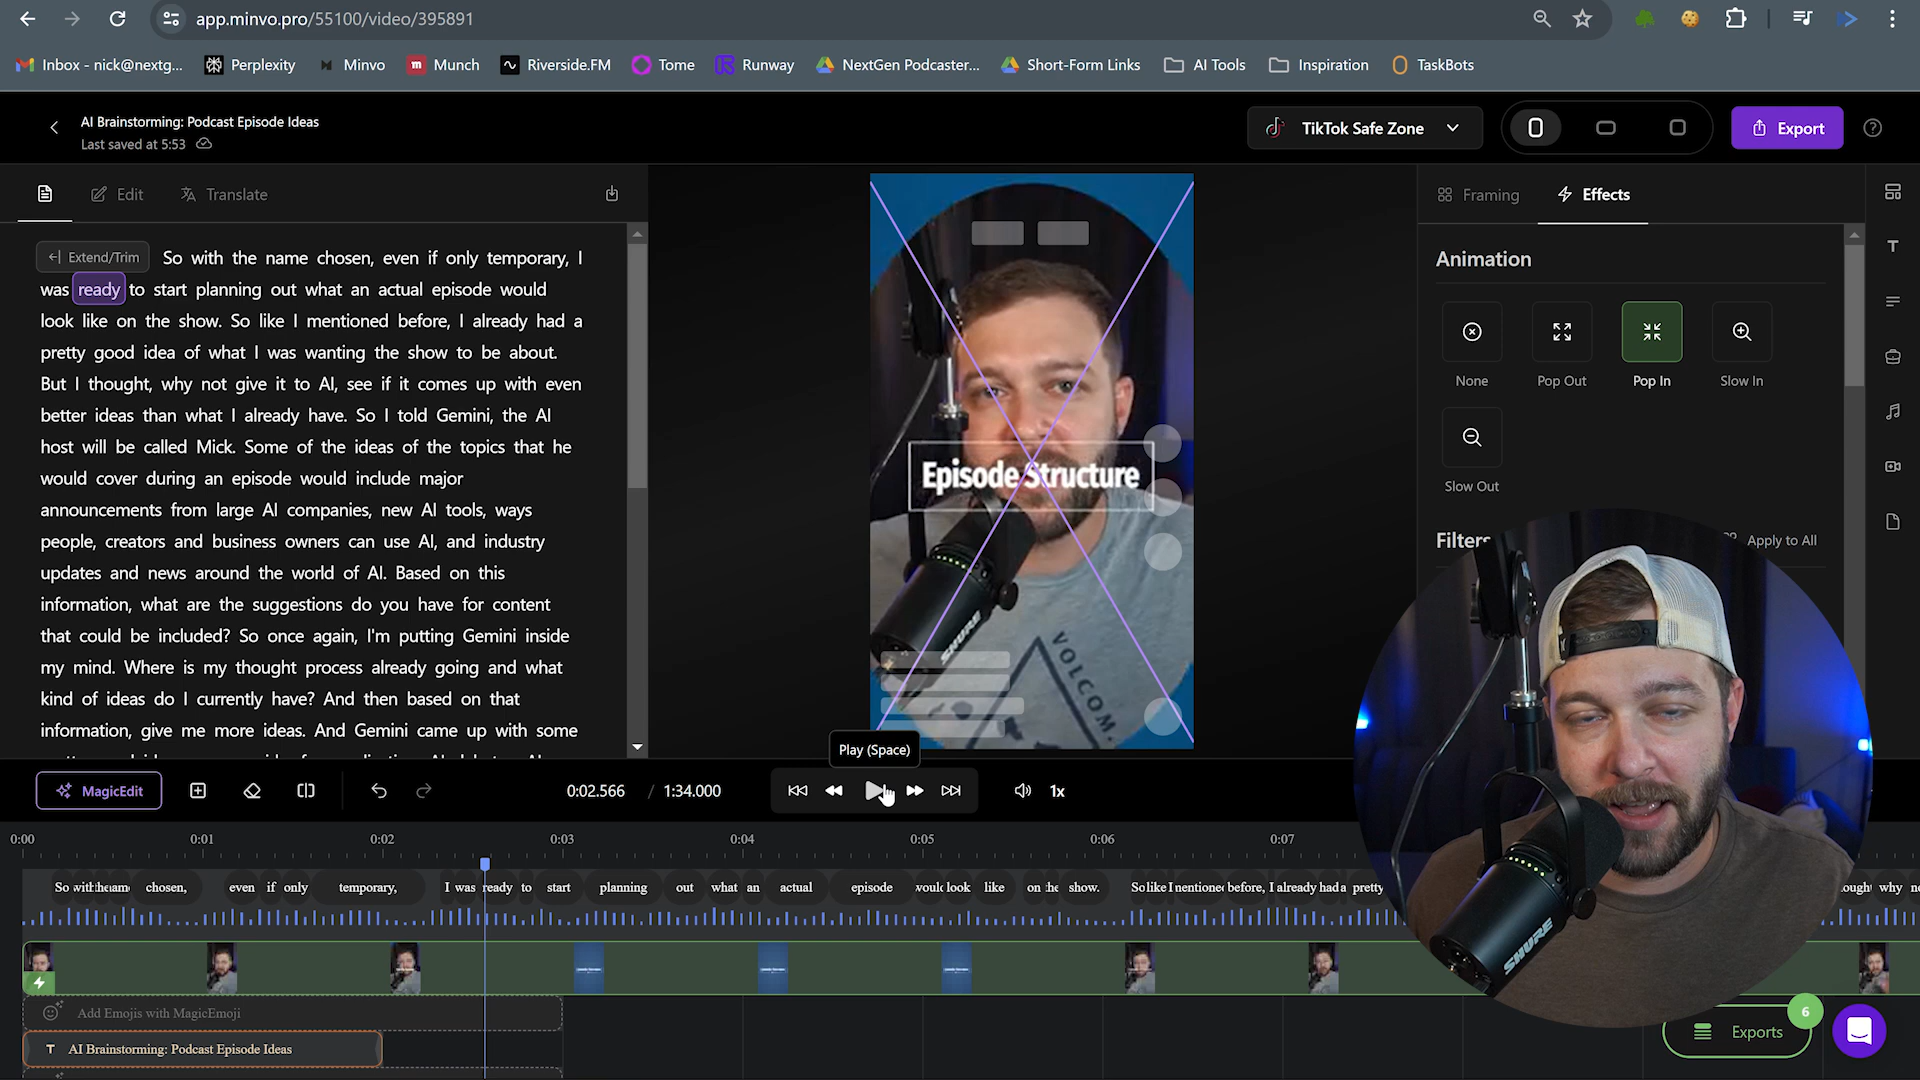 app.minvo.pro/55100/video/395891
Inbox - nick@nextg...
Perplexity
Minvo
Munch
Riverside.FM
Tome
Runway
NextGen Podcaster...
Short-Form Links
AI Tools
Inspiration
TaskBots
AI Brainstorming: Podcast Episode Ideas
Last saved at 5:53
TikTok Safe Zone
Export
Edit
Translate
Framing
Effects
Extend/Trim
So with the name chosen, even if only temporary, I
was ready to start planning out what an actual episode would
look like on the show. So like I mentioned before, I already had a
pretty good idea of what I was wanting the show to be about.
But I thought, why not give it to AI, see if it comes up with even
better ideas than what I already have. So I told Gemini, the AI
host will be called Mick. Some of the ideas of the topics that he
would cover during an episode would include major
announcements from large AI companies, new AI tools, ways
people, creators and business owners can use AI, and industry
updates and news around the world of AI. Based on this
information, what are the suggestions do you have for content
that could be included? So once again, I'm putting Gemini inside
my mind. Where is my thought process already going and what
kind of ideas do I currently have? And then based on that
information, give me more ideas. And Gemini came up with some
Episode Structure
VOLCOM.
SHURE
Animation
None
Pop Out
Pop In
Slow In
Slow Out
Filters
Apply to All
Play (Space)
MagicEdit
0:02.566 / 1:34.000
1x
0:00 0:01 0:02 0:03 0:04 0:05 0:06 0:07
chosen, even if only temporary, I was ready to start planning out what an actual episode look like on the show. So like I mentioned before, I already had a pretty
why
Add Emojis with MagicEmoji
T AI Brainstorming: Podcast Episode Ideas
SHURE
Exports
6